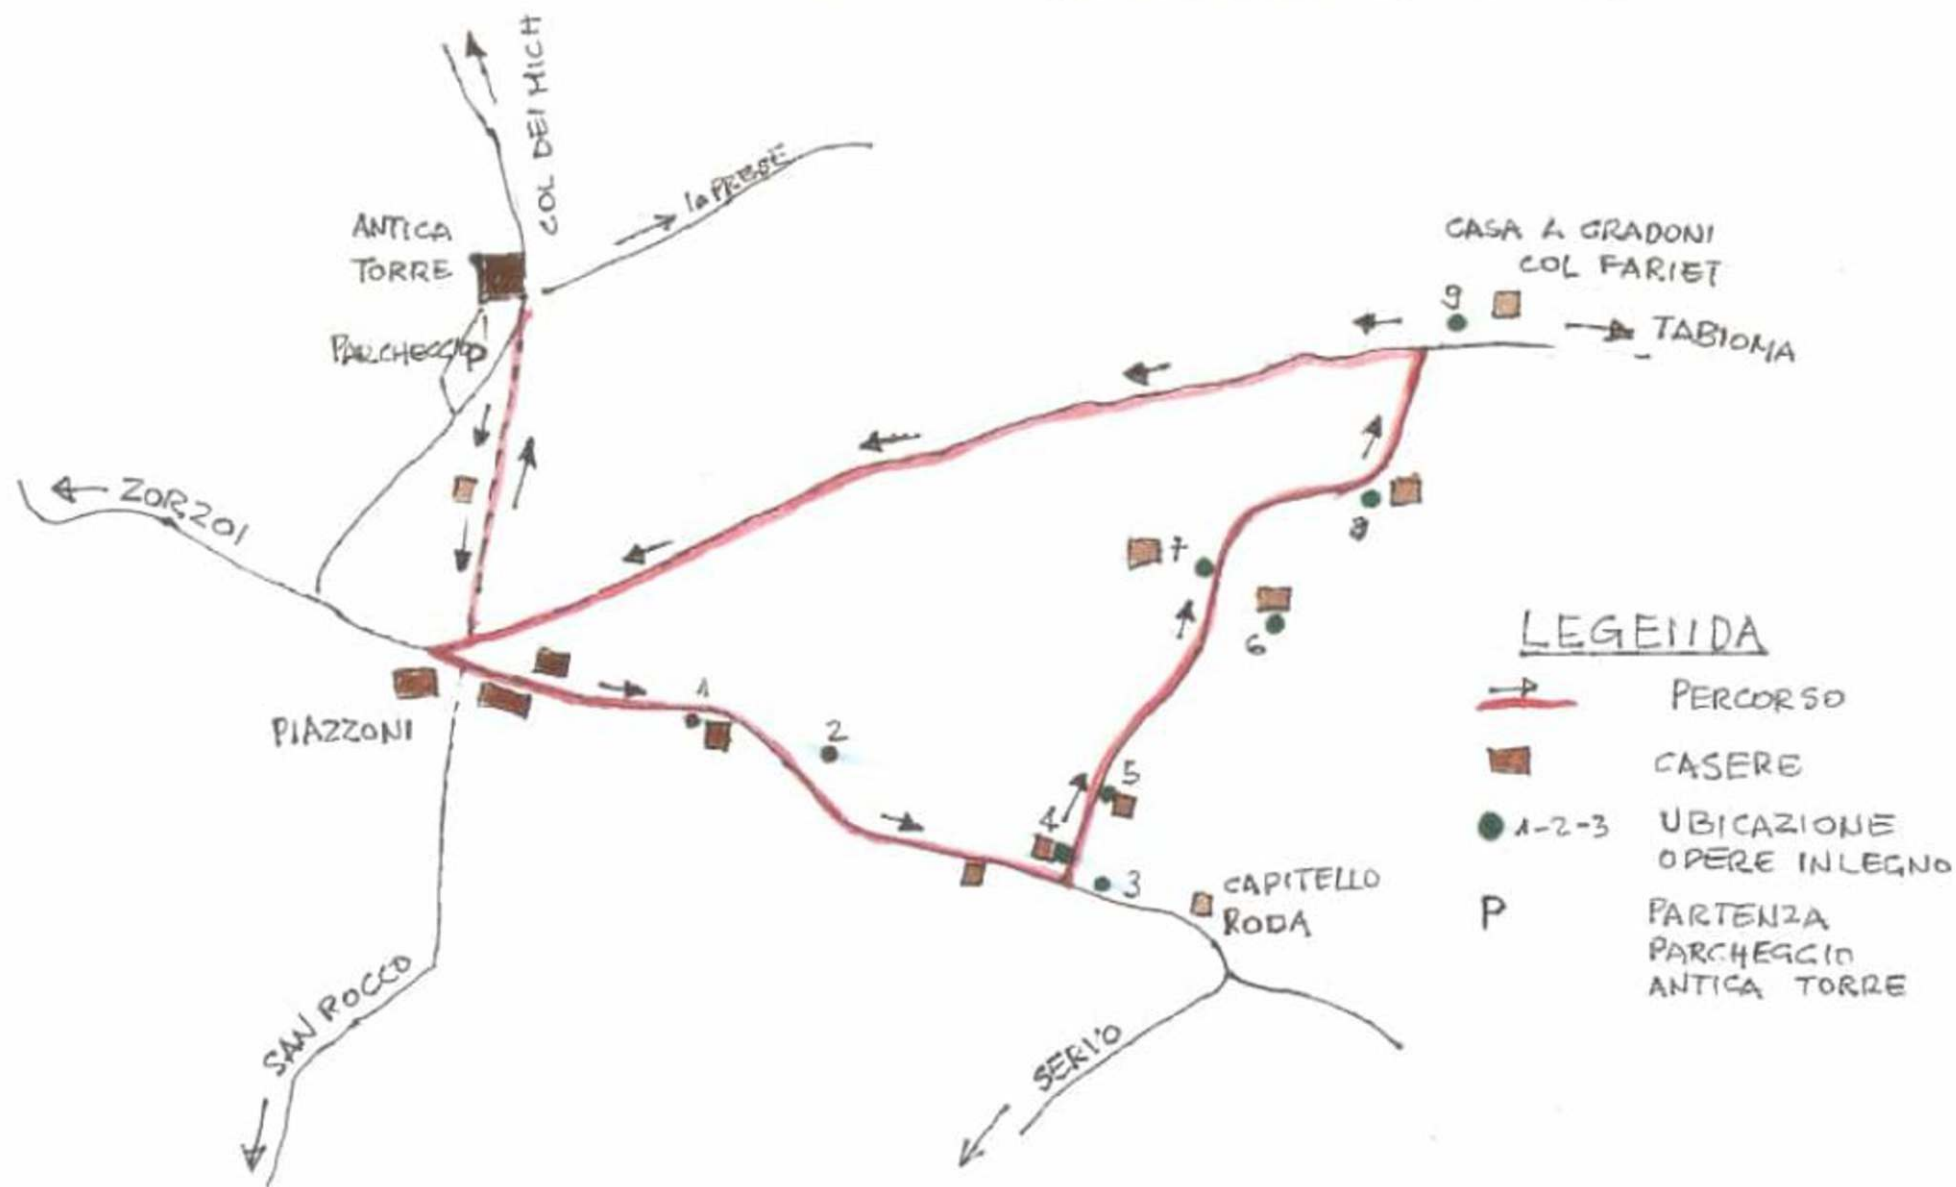 COL DEI MICH
la PRESE
ANTICA
TORRE
PARCHEGGIO P
CASA A GRADONI
COL FARIET
9
TABIOMA
ZORZOI
8
7
6
LEGENDA
PERCORSO
CASERE
1-2-3 UBICAZIONE
OPERE IN LEGNO
P PARTENZA
PARCHEGGIO
ANTICA TORRE
PIAZZONI
1
2
5
4
3
CAPITELLO
RODA
SAN ROCCO
SERVO